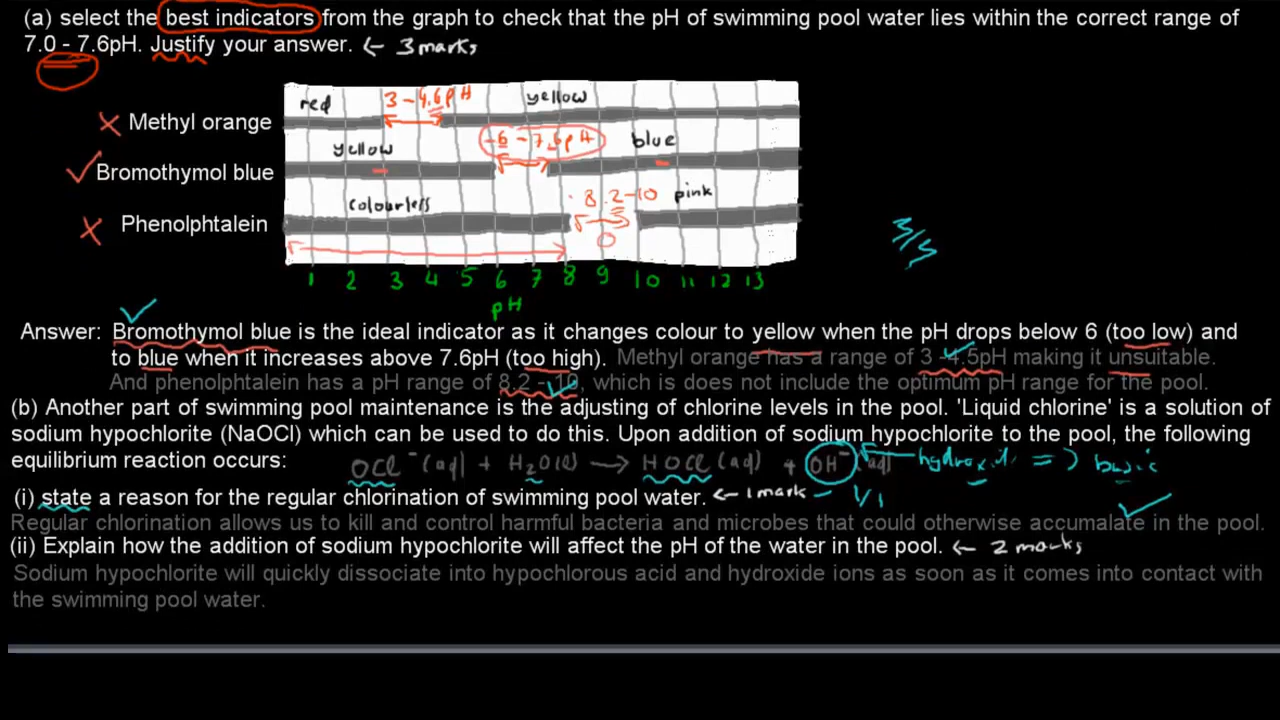 (a) select the best indicators from the graph to check that the pH of swimming pool water lies within the correct range of
7.0 - 7.6pH. Justify your answer. ← 3 marks
red 3 - 4.6 pH yellow
Methyl orange
yellow 6 - 7.6pH blue
Bromothymol blue
colourless 8.2-10 pink
Phenolphtalein
0
3/3
1 2 3 4 5 6 7 8 9 10 11 12 13
pH
Answer: Bromothymol blue is the ideal indicator as it changes colour to yellow when the pH drops below 6 (too low) and
to blue when it increases above 7.6pH (too high). Methyl orange has a range of 3 -4.5pH making it unsuitable.
And phenolphtalein has a pH range of 8.2 - 10, which is does not include the optimum pH range for the pool.
(b) Another part of swimming pool maintenance is the adjusting of chlorine levels in the pool. 'Liquid chlorine' is a solution of
sodium hypochlorite (NaOCl) which can be used to do this. Upon addition of sodium hypochlorite to the pool, the following
equilibrium reaction occurs: OCl⁻(aq) + H₂O(l) → HOCl(aq) + OH⁻(aq) ← hydroxide => basic
(i) state a reason for the regular chlorination of swimming pool water. ← 1 mark - 1/1
Regular chlorination allows us to kill and control harmful bacteria and microbes that could otherwise accumalate in the pool.
(ii) Explain how the addition of sodium hypochlorite will affect the pH of the water in the pool. ← 2 marks
Sodium hypochlorite will quickly dissociate into hypochlorous acid and hydroxide ions as soon as it comes into contact with
the swimming pool water.